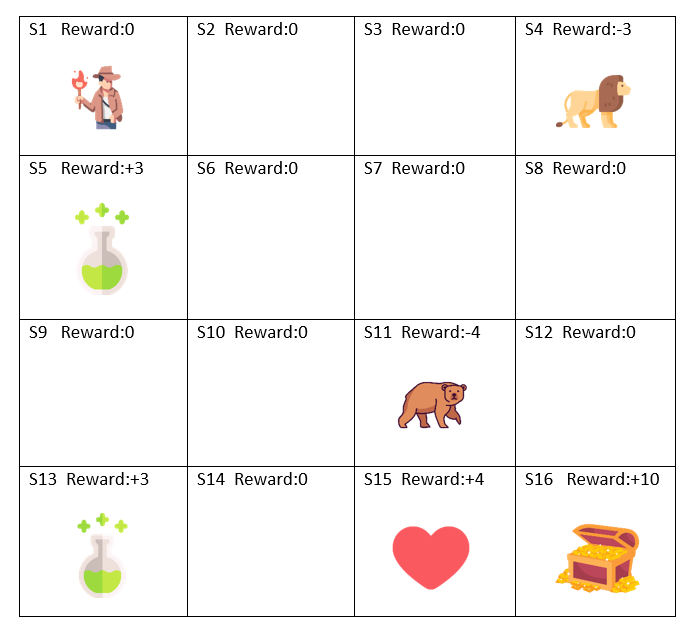 S1 Reward:0
S2 Reward:0
S3 Reward:0
S4 Reward:-3
S5 Reward:+3
S6 Reward:0
S7 Reward:0
S8 Reward:0
S9 Reward:0
S10 Reward:0
S11 Reward:-4
S12 Reward:0
S13 Reward:+3
S14 Reward:0
S15 Reward:+4
S16 Reward:+10